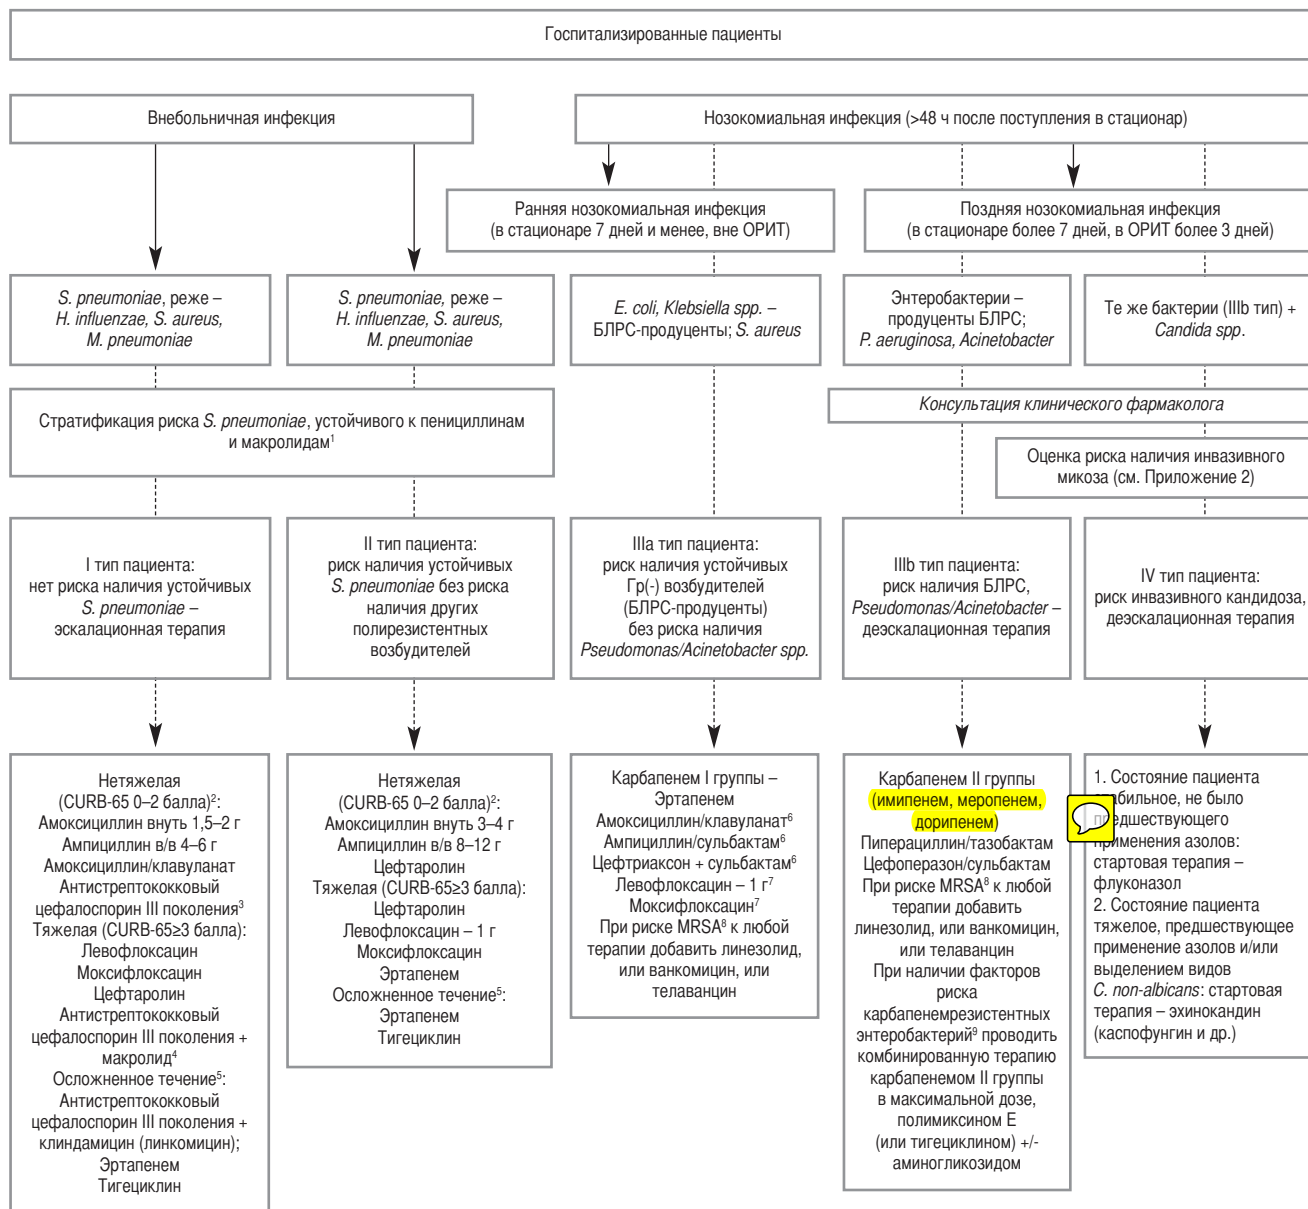 Госпитализированные пациенты
Внебольничная инфекция
Нозокомиальная инфекция (>48 ч после поступления в стационар)
Ранняя нозокомиальная инфекция
(в стационаре 7 дней и менее, вне ОРИТ)
Поздняя нозокомиальная инфекция
(в стационаре более 7 дней, в ОРИТ более 3 дней)
S. pneumoniae, реже –
H. influenzae, S. aureus,
M. pneumoniae
S. pneumoniae, реже –
H. influenzae, S. aureus,
M. pneumoniae
E. coli, Klebsiella spp. –
БЛРС-продуценты; S. aureus
Энтеробактерии –
продуценты БЛРС;
P. aeruginosa, Acinetobacter
Те же бактерии (IIIb тип) +
Candida spp.
Стратификация риска S. pneumoniae, устойчивого к пенициллинам
и макролидам¹
Консультация клинического фармаколога
Оценка риска наличия инвазивного
микоза (см. Приложение 2)
I тип пациента:
нет риска наличия устойчивых
S. pneumoniae –
эскалационная терапия
II тип пациента:
риск наличия устойчивых
S. pneumoniae без риска
наличия других
полирезистентных
возбудителей
IIIa тип пациента:
риск наличия устойчивых
Гр(-) возбудителей
(БЛРС-продуценты)
без риска наличия
Pseudomonas/Acinetobacter spp.
IIIb тип пациента:
риск наличия БЛРС,
Pseudomonas/Acinetobacter –
деэскалационная терапия
IV тип пациента:
риск инвазивного кандидоза,
деэскалационная терапия
Нетяжелая
(CURB-65 0–2 балла)²:
Амоксициллин внуть 1,5–2 г
Ампициллин в/в 4–6 г
Амоксициллин/клавуланат
Антистрептококковый
цефалоспорин III поколения³
Тяжелая (CURB-65≥3 балла):
Левофлоксацин
Моксифлоксацин
Цефтаролин
Антистрептококковый
цефалоспорин III поколения +
макролид⁴
Осложненное течение⁵:
Антистрептококковый
цефалоспорин III поколения +
клиндамицин (линкомицин);
Эртапенем
Тигециклин
Нетяжелая
(CURB-65 0–2 балла)²:
Амоксициллин внуть 3–4 г
Ампициллин в/в 8–12 г
Цефтаролин
Тяжелая (CURB-65≥3 балла):
Цефтаролин
Левофлоксацин – 1 г
Моксифлоксацин
Эртапенем
Осложненное течение⁵:
Эртапенем
Тигециклин
Карбапенем I группы –
Эртапенем
Амоксициллин/клавуланат⁶
Ампициллин/сульбактам⁶
Цефтриаксон + сульбактам⁶
Левофлоксацин – 1 г⁷
Моксифлоксацин⁷
При риске MRSA⁸ к любой
терапии добавить линезолид,
или ванкомицин, или
телаванцин
Карбапенем II группы
(имипенем, меропенем,
дорипенем)
Пиперациллин/тазобактам
Цефоперазон/сульбактам
При риске MRSA⁸ к любой
терапии добавить
линезолид, или ванкомицин,
или телаванцин
При наличии факторов
риска
карбапенемрезистентных
энтеробактерий⁹ проводить
комбинированную терапию
карбапенемом II группы
в максимальной дозе,
полимиксином Е
(или тигециклином) +/-
аминогликозидом
1. Состояние пациента
стабильное, не было
предшествующего
применения азолов:
стартовая терапия –
флуконазол
2. Состояние пациента
тяжелое, предшествующее
применение азолов и/или
выделением видов
C. non-albicans: стартовая
терапия – эхинокандин
(каспофунгин и др.)